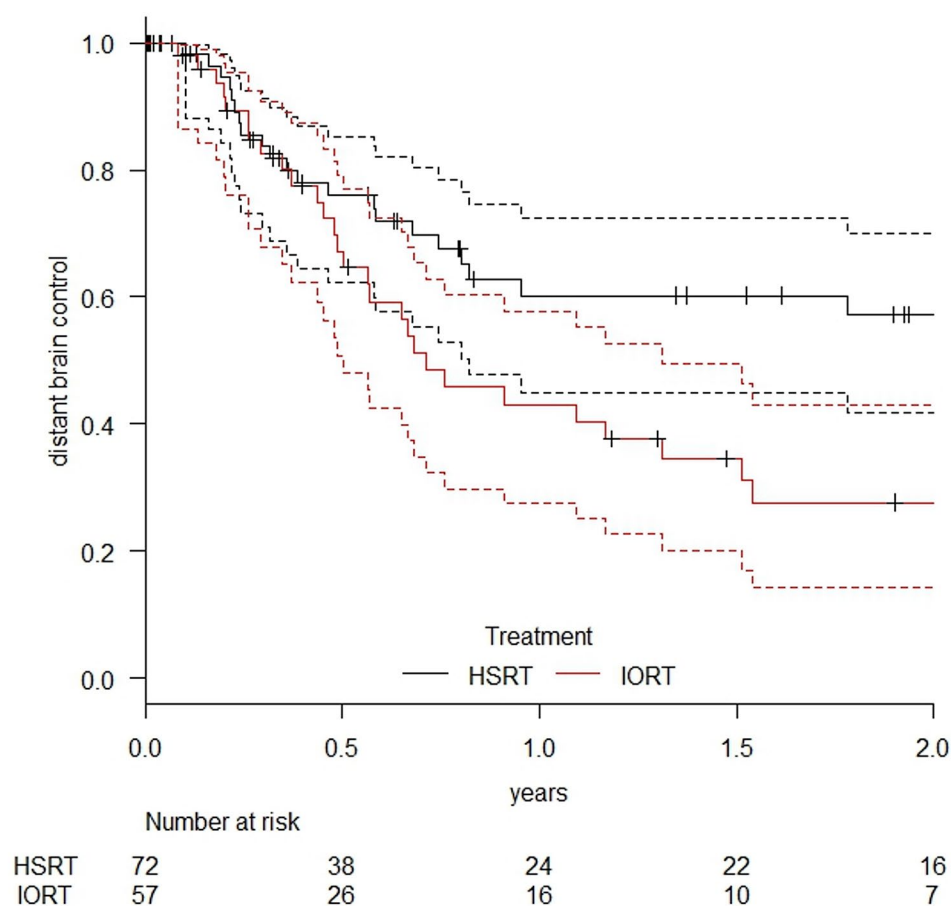 distant brain control
1.0
0.8
0.6
0.4
0.2
0.0
Treatment
HSRT IORT
0.0 0.5 1.0 1.5 2.0
years
Number at risk
HSRT 72 38 24 22 16
IORT 57 26 16 10 7